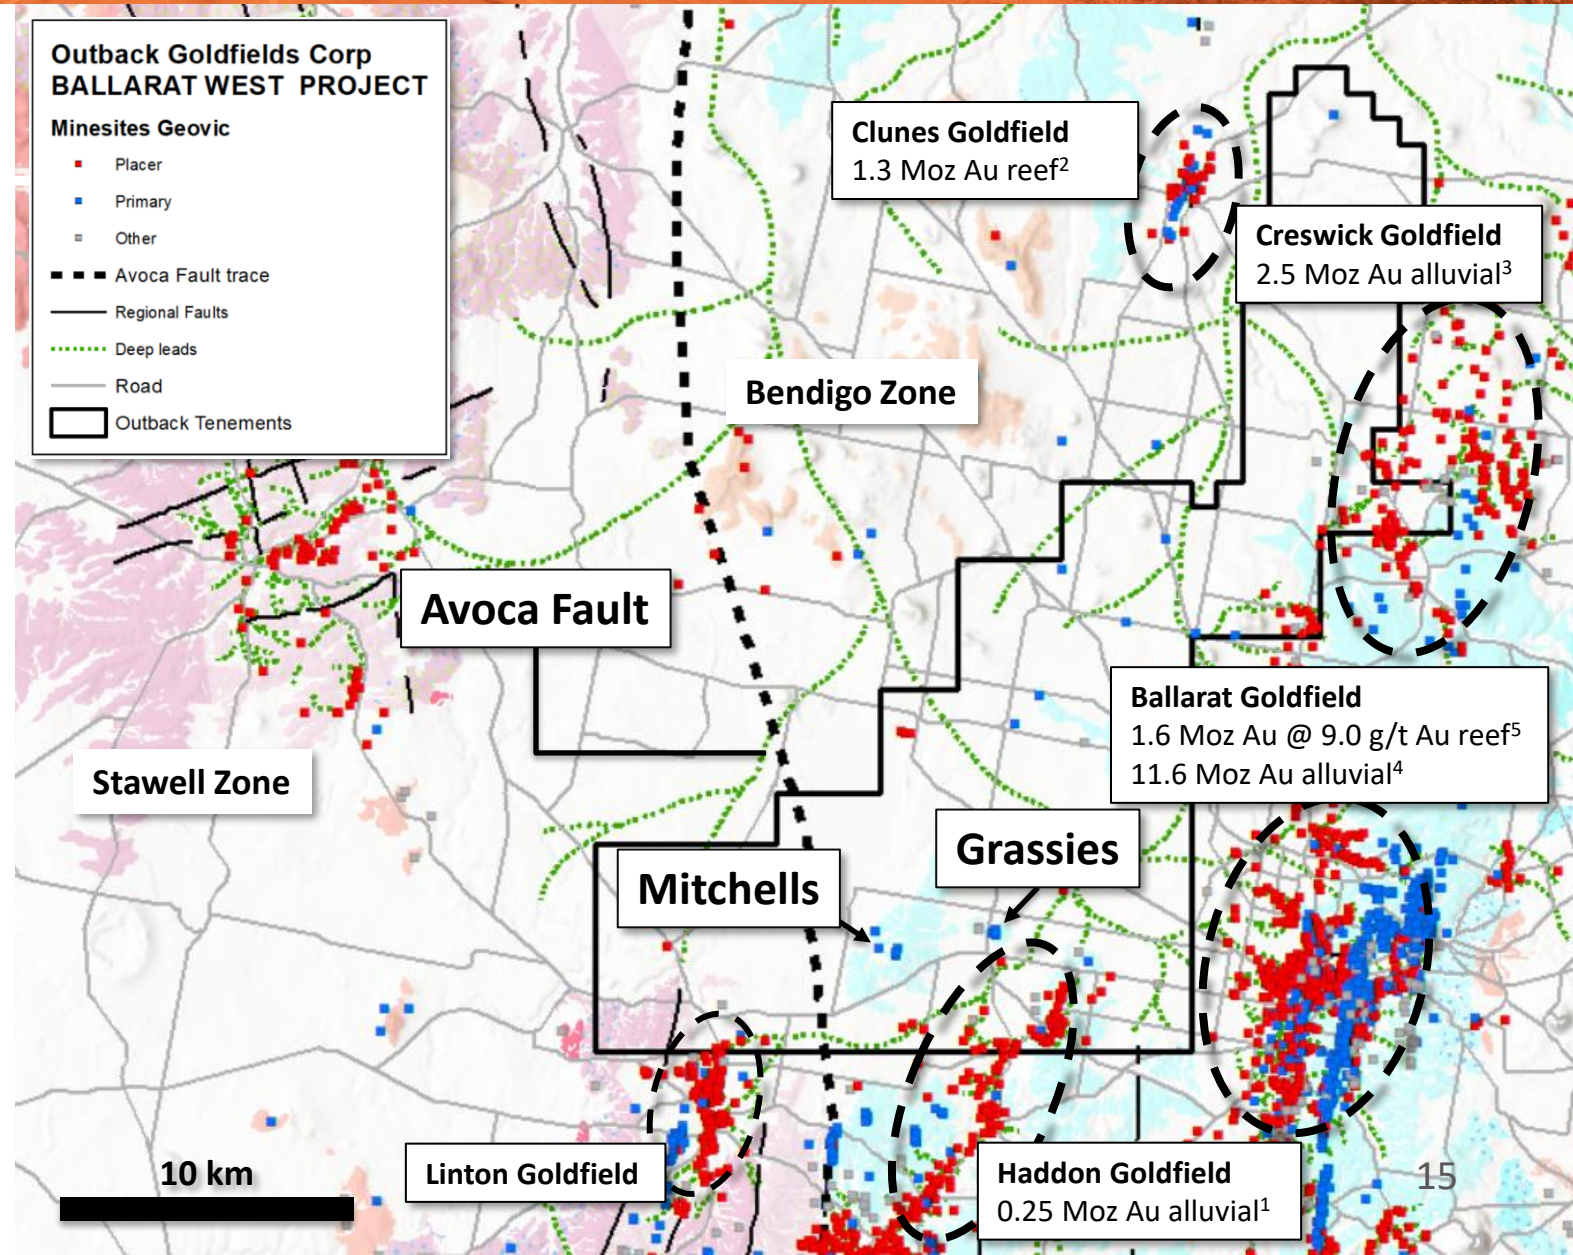 Outback Goldfields Corp
BALLARAT WEST PROJECT
Minesites Geovic
Placer
Primary
Other
Avoca Fault trace
Regional Faults
Deep leads
Road
Outback Tenements
Clunes Goldfield
1.3 Moz Au reef²
Creswick Goldfield
2.5 Moz Au alluvial³
Bendigo Zone
Avoca Fault
Ballarat Goldfield
1.6 Moz Au @ 9.0 g/t Au reef⁵
11.6 Moz Au alluvial⁴
Stawell Zone
Grassies
Mitchells
Linton Goldfield
Haddon Goldfield
0.25 Moz Au alluvial¹
10 km
15